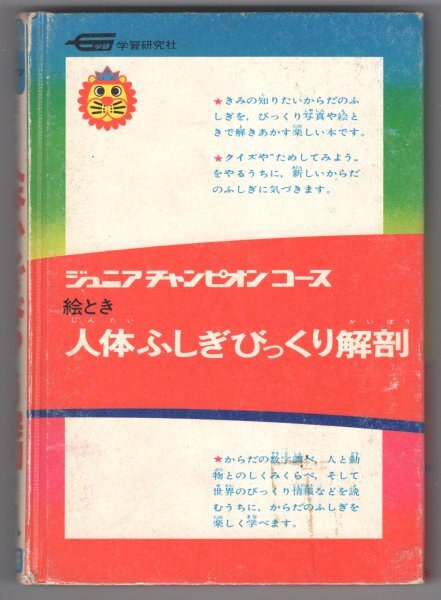 学研 学習研究社
★きみの知りたいからだのふ
しぎを,びっくり写真や絵と
きで解きあかす楽しい本です。
★クイズや"ためしてみよう„
をやるうちに,新しいからだ
のふしぎに気づきます。
ジュニアチャンピオンコース
絵とき
じんたい かいぼう
人体ふしぎびっくり解剖
★からだの数字調べ,人と動
物とのしくみくらべ,そして
世界のびっくり情報などを読
むうちに,からだのふしぎを
楽しく学べます。